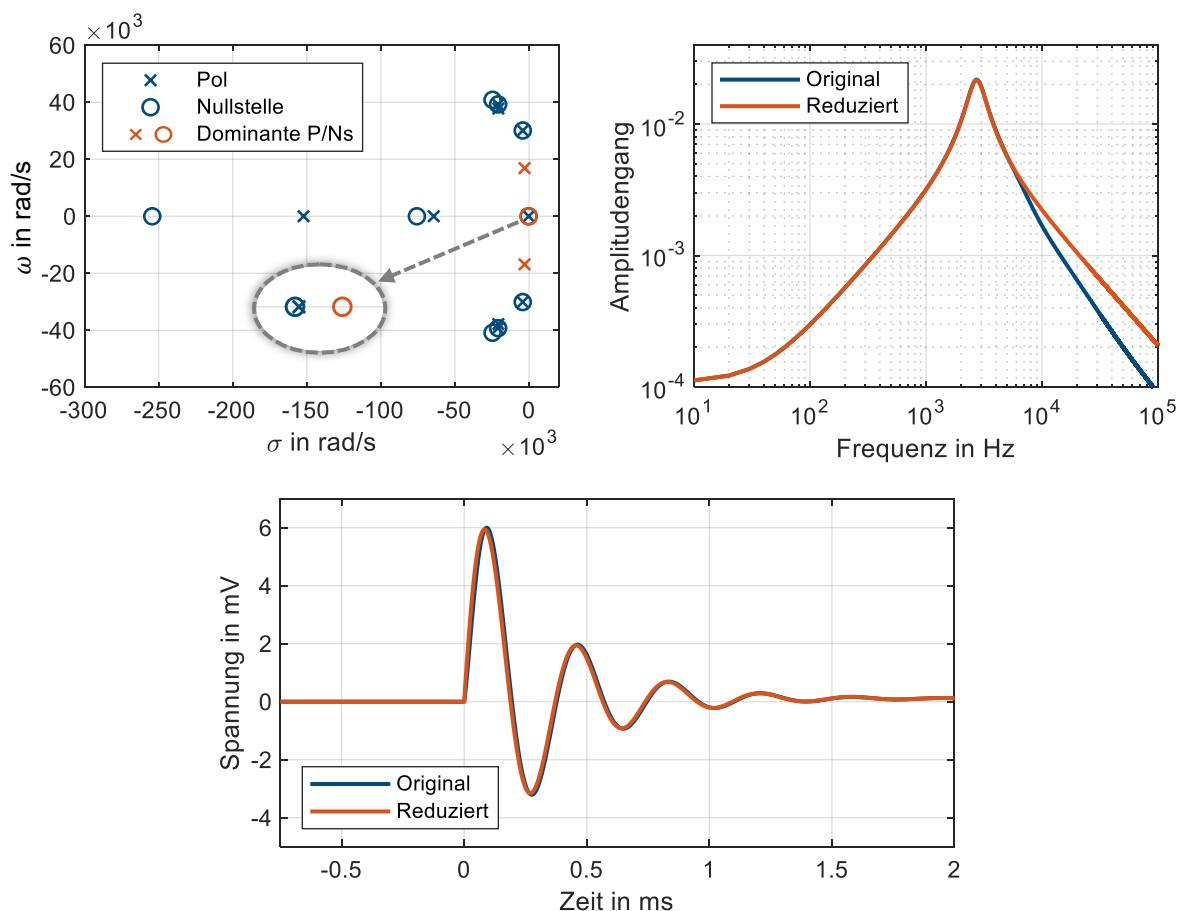 ×10³
60
40
20
0
-20
-40
-60
ω in rad/s
Pol
Nullstelle
Dominante P/Ns
-300 -250 -200 -150 -100 -50 0
σ in rad/s
×10³
Amplitudengang
10⁻²
10⁻³
10⁻⁴
Original
Reduziert
10¹ 10² 10³ 10⁴ 10⁵
Frequenz in Hz
Spannung in mV
6
4
2
0
-2
-4
Original
Reduziert
-0.5 0 0.5 1 1.5 2
Zeit in ms